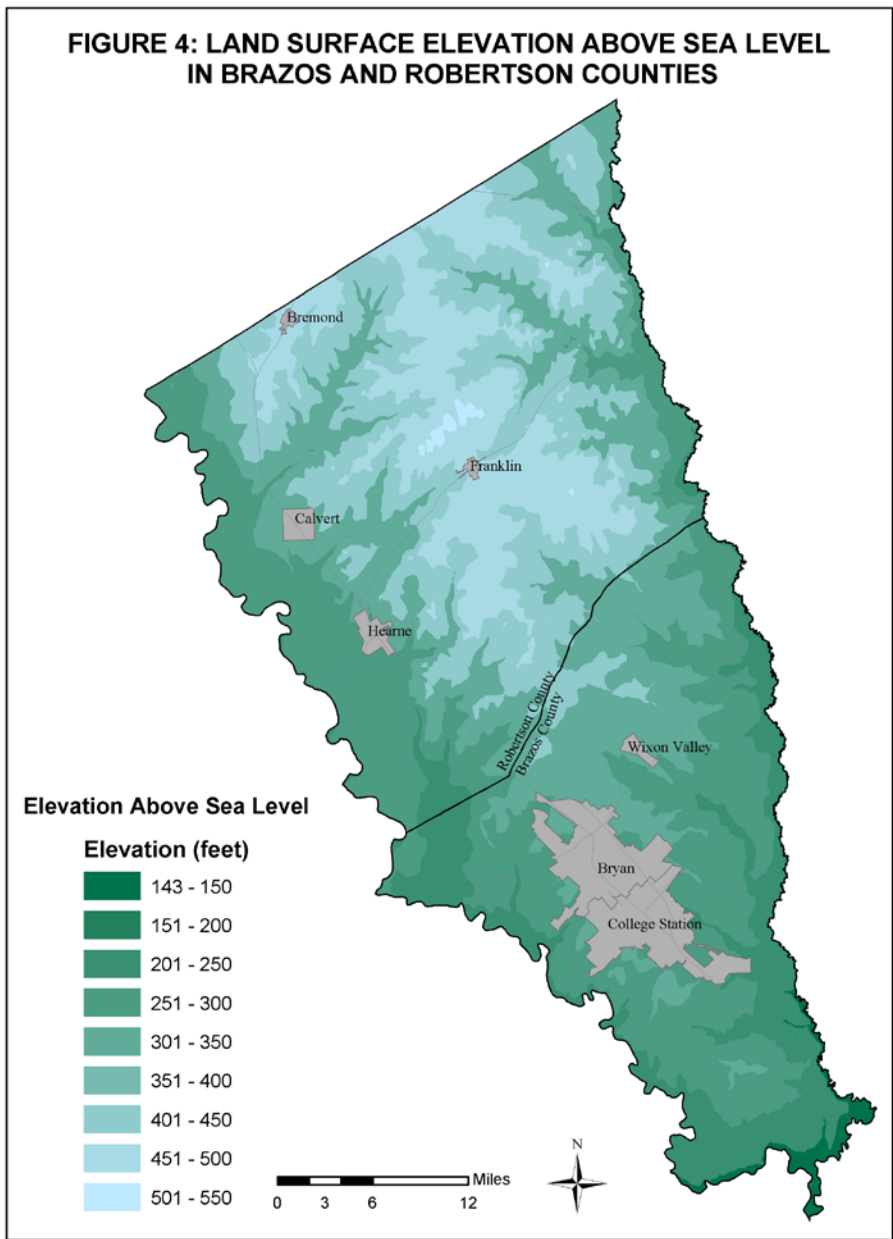 FIGURE 4: LAND SURFACE ELEVATION ABOVE SEA LEVEL
IN BRAZOS AND ROBERTSON COUNTIES
Bremond
Franklin
Calvert
Hearne
Robertson County
Brazos County
Wixon Valley
Bryan
College Station
Elevation Above Sea Level
Elevation (feet)
143 - 150
151 - 200
201 - 250
251 - 300
301 - 350
351 - 400
401 - 450
451 - 500
501 - 550
N
Miles
0 3 6 12